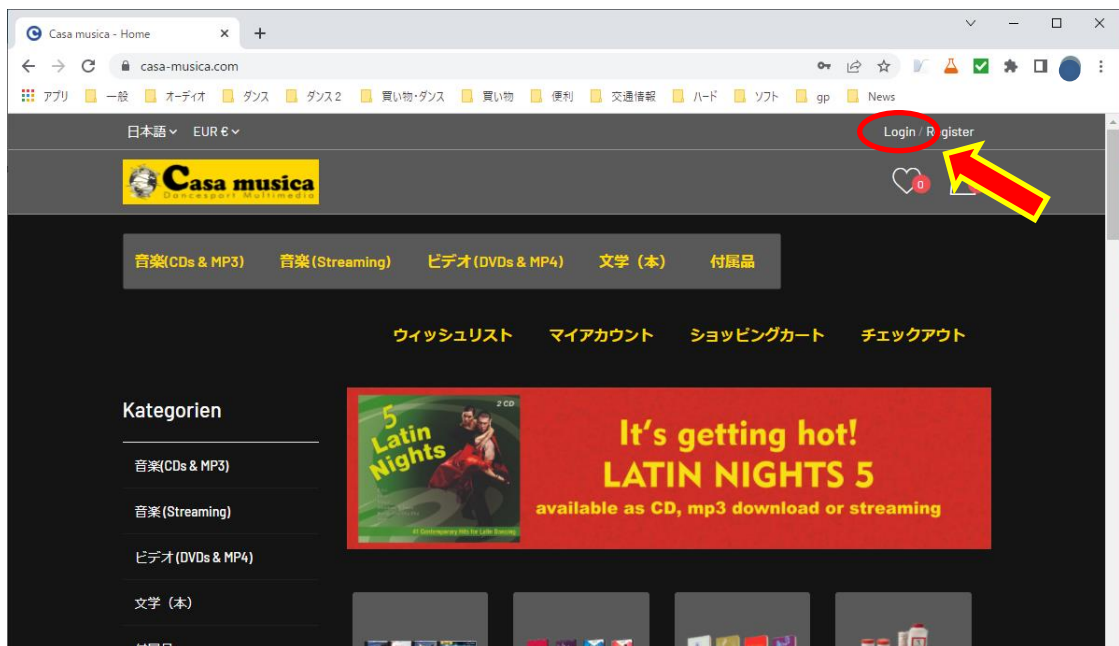 Casa musica - Home
casa-musica.com
アプリ 一般 オーディオ ダンス ダンス2 買い物・ダンス 買い物 便利 交通情報 ハード ソフト gp News
日本語 EUR € Login / Register
Casa musica
Dancesport Multimedia
0
音楽(CDs & MP3) 音楽(Streaming) ビデオ(DVDs & MP4) 文学（本） 付属品
ウィッシュリスト マイアカウント ショッピングカート チェックアウト
Kategorien
音楽(CDs & MP3)
音楽(Streaming)
ビデオ(DVDs & MP4)
文学（本）
2 CD
5
Latin
Nights
41 Contemporary Hits for Latin Dancing
It's getting hot!
LATIN NIGHTS 5
available as CD, mp3 download or streaming